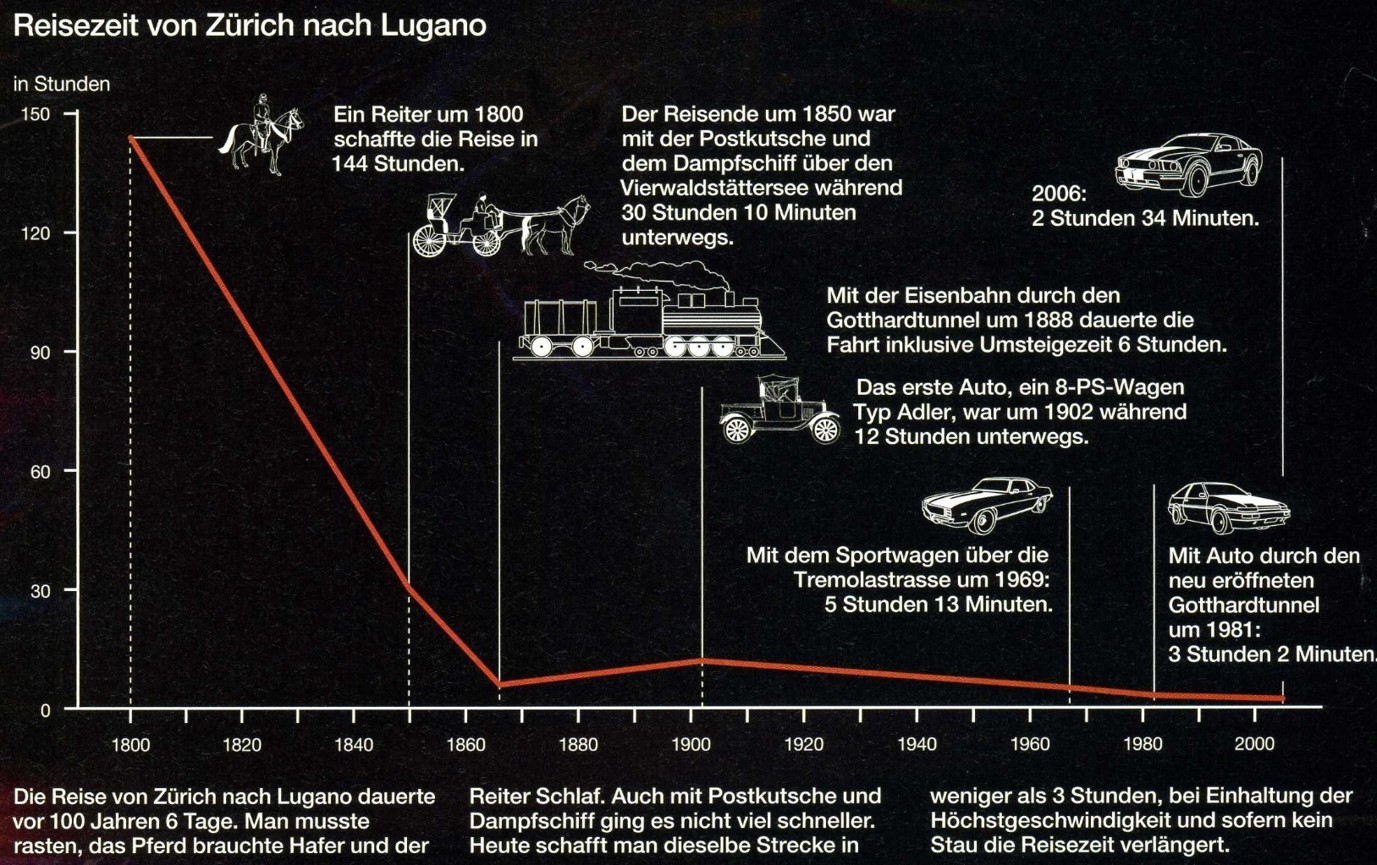 Reisezeit von Zürich nach Lugano
in Stunden
150
120
90
60
30
0
Ein Reiter um 1800
schaffte die Reise in
144 Stunden.
Der Reisende um 1850 war
mit der Postkutsche und
dem Dampfschiff über den
Vierwaldstättersee während
30 Stunden 10 Minuten
unterwegs.
2006:
2 Stunden 34 Minuten.
Mit der Eisenbahn durch den
Gotthardtunnel um 1888 dauerte die
Fahrt inklusive Umsteigezeit 6 Stunden.
Das erste Auto, ein 8-PS-Wagen
Typ Adler, war um 1902 während
12 Stunden unterwegs.
Mit dem Sportwagen über die
Tremolastrasse um 1969:
5 Stunden 13 Minuten.
Mit Auto durch den
neu eröffneten
Gotthardtunnel
um 1981:
3 Stunden 2 Minuten.
1800 1820 1840 1860 1880 1900 1920 1940 1960 1980 2000
Die Reise von Zürich nach Lugano dauerte
vor 100 Jahren 6 Tage. Man musste
rasten, das Pferd brauchte Hafer und der
Reiter Schlaf. Auch mit Postkutsche und
Dampfschiff ging es nicht viel schneller.
Heute schafft man dieselbe Strecke in
weniger als 3 Stunden, bei Einhaltung der
Höchstgeschwindigkeit und sofern kein
Stau die Reisezeit verlängert.